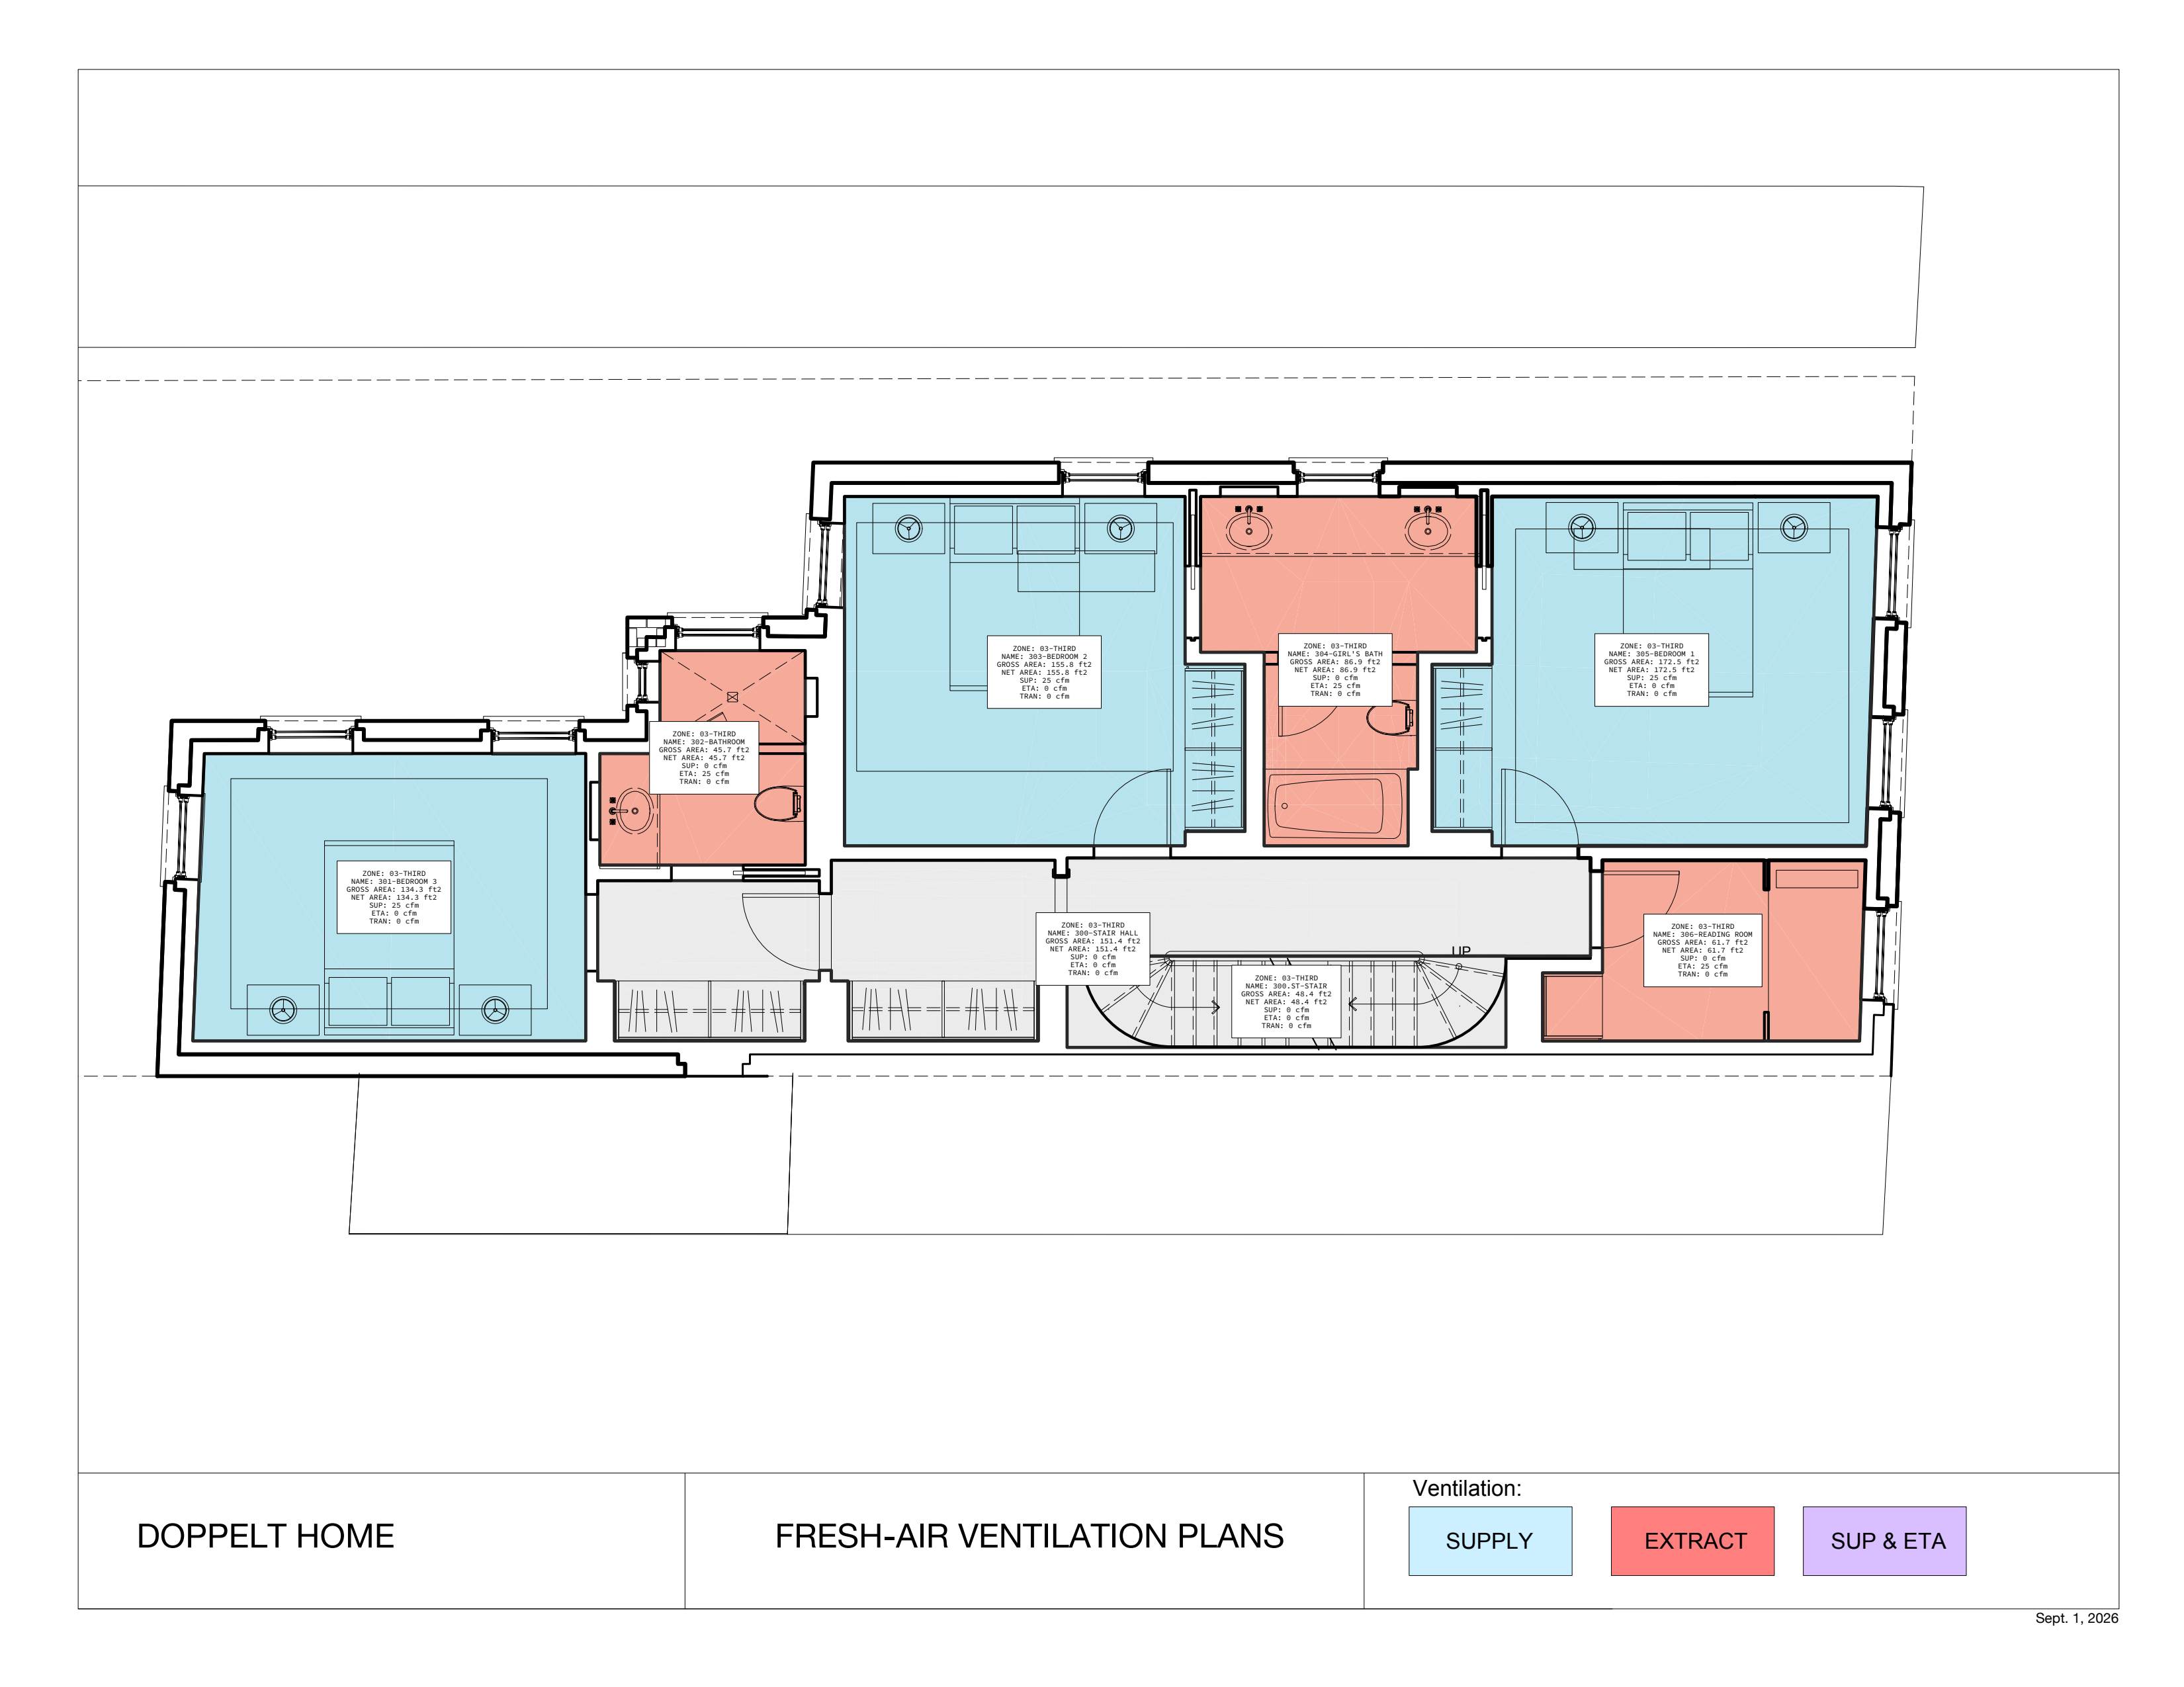 ZONE: 03-THIRD
NAME: 303-BEDROOM 2
GROSS AREA: 155.8 ft2
NET AREA: 155.8 ft2
SUP: 25 cfm
ETA: 0 cfm
TRAN: 0 cfm
ZONE: 03-THIRD
NAME: 304-GIRL'S BATH
GROSS AREA: 86.9 ft2
NET AREA: 86.9 ft2
SUP: 0 cfm
ETA: 25 cfm
TRAN: 0 cfm
ZONE: 03-THIRD
NAME: 305-BEDROOM 1
GROSS AREA: 172.5 ft2
NET AREA: 172.5 ft2
SUP: 25 cfm
ETA: 0 cfm
TRAN: 0 cfm
ZONE: 03-THIRD
NAME: 302-BATHROOM
GROSS AREA: 45.7 ft2
NET AREA: 45.7 ft2
SUP: 0 cfm
ETA: 25 cfm
TRAN: 0 cfm
ZONE: 03-THIRD
NAME: 301-BEDROOM 3
GROSS AREA: 134.3 ft2
NET AREA: 134.3 ft2
SUP: 25 cfm
ETA: 0 cfm
TRAN: 0 cfm
ZONE: 03-THIRD
NAME: 300-STAIR HALL
GROSS AREA: 151.4 ft2
NET AREA: 151.4 ft2
SUP: 0 cfm
ETA: 0 cfm
TRAN: 0 cfm
UP
ZONE: 03-THIRD
NAME: 300.ST-STAIR
GROSS AREA: 48.4 ft2
NET AREA: 48.4 ft2
SUP: 0 cfm
ETA: 0 cfm
TRAN: 0 cfm
ZONE: 03-THIRD
NAME: 306-READING ROOM
GROSS AREA: 61.7 ft2
NET AREA: 61.7 ft2
SUP: 0 cfm
ETA: 25 cfm
TRAN: 0 cfm
DOPPELT HOME
FRESH-AIR VENTILATION PLANS
Ventilation:
SUPPLY
EXTRACT
SUP & ETA
Sept. 1, 2026